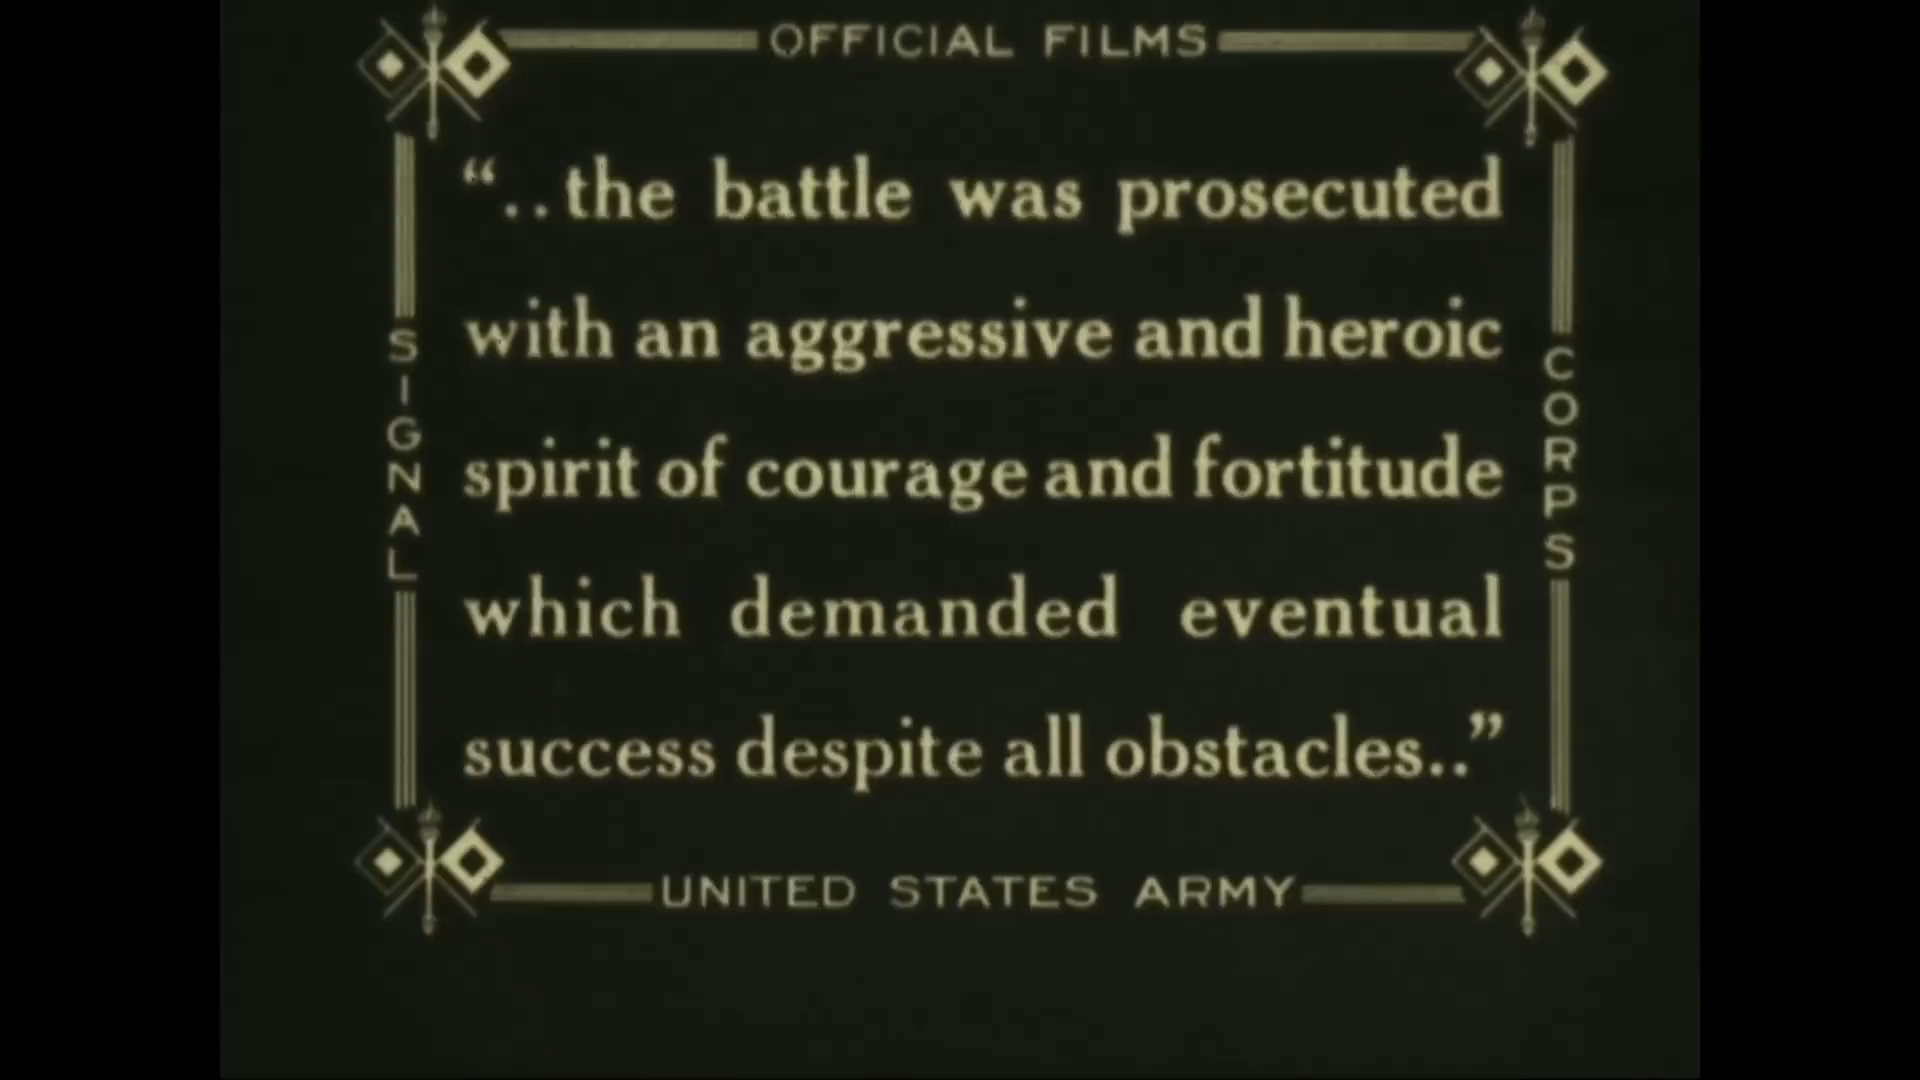 OFFICIAL FILMS
“..the battle was prosecuted
with an aggressive and heroic
spirit of courage and fortitude
which demanded eventual
success despite all obstacles..”
SIGNAL
CORPS
UNITED STATES ARMY